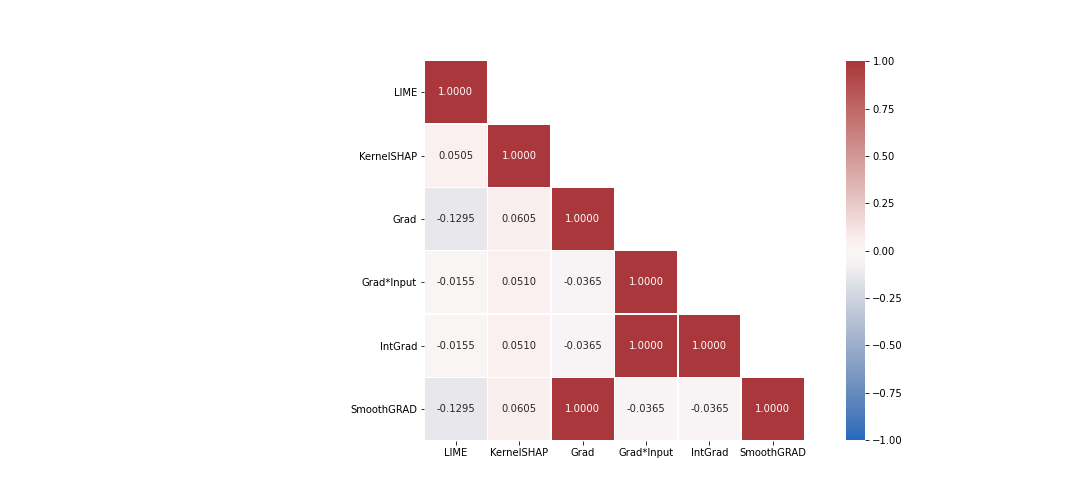 LIME 1.0000
KernelSHAP 0.0505 1.0000
Grad -0.1295 0.0605 1.0000
Grad*Input -0.0155 0.0510 -0.0365 1.0000
IntGrad -0.0155 0.0510 -0.0365 1.0000 1.0000
SmoothGRAD -0.1295 0.0605 1.0000 -0.0365 -0.0365 1.0000
LIME KernelSHAP Grad Grad*Input IntGrad SmoothGRAD
1.00
0.75
0.50
0.25
0.00
−0.25
−0.50
−0.75
−1.00